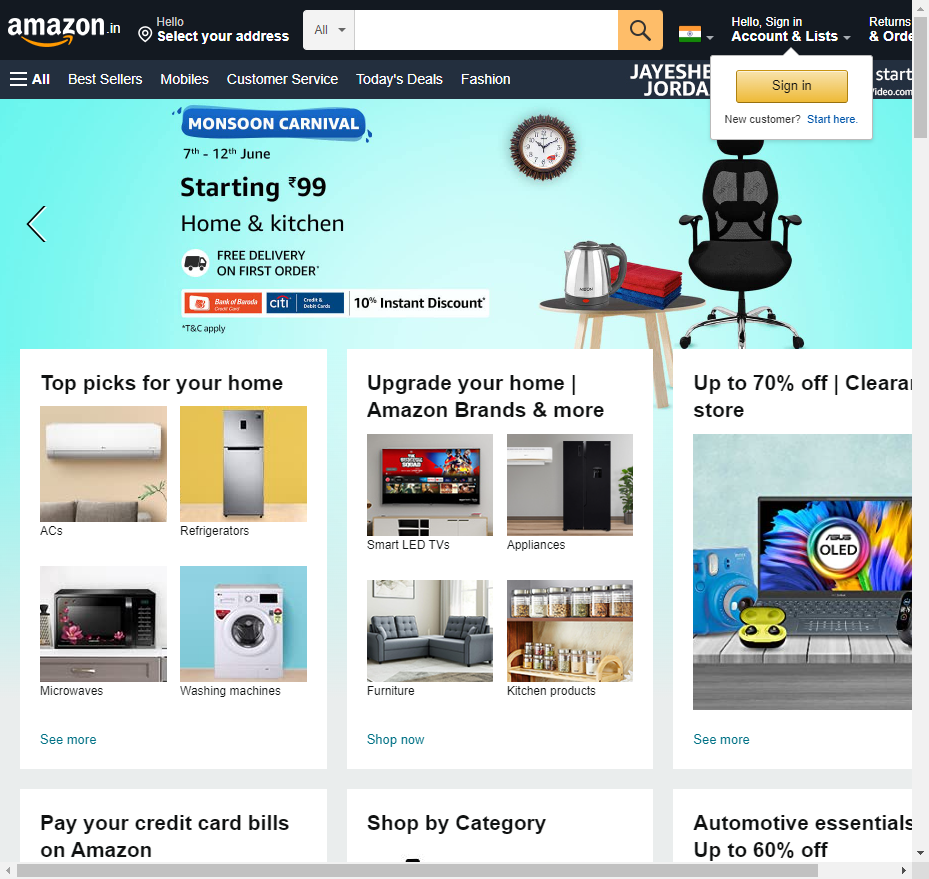 amazon.in
Hello
Select your address
All
Hello, Sign in
Account & Lists
Returns
& Orde
All
Best Sellers
Mobiles
Customer Service
Today's Deals
Fashion
JAYESHB
JORDA
start
Video.com
Sign in
New customer? Start here.
MONSOON CARNIVAL
7th - 12th June
Starting ₹99
Home & kitchen
FREE DELIVERY
ON FIRST ORDER*
Bank of Baroda
Credit Card
citi
Credit &
Debit Cards
10% Instant Discount*
*T&C apply
Top picks for your home
ACs
Refrigerators
Microwaves
Washing machines
See more
Upgrade your home |
Amazon Brands & more
Smart LED TVs
Appliances
Furniture
Kitchen products
Shop now
Up to 70% off | Clearan
store
ASUS
OLED
See more
Pay your credit card bills
on Amazon
Shop by Category
Automotive essentials
Up to 60% off